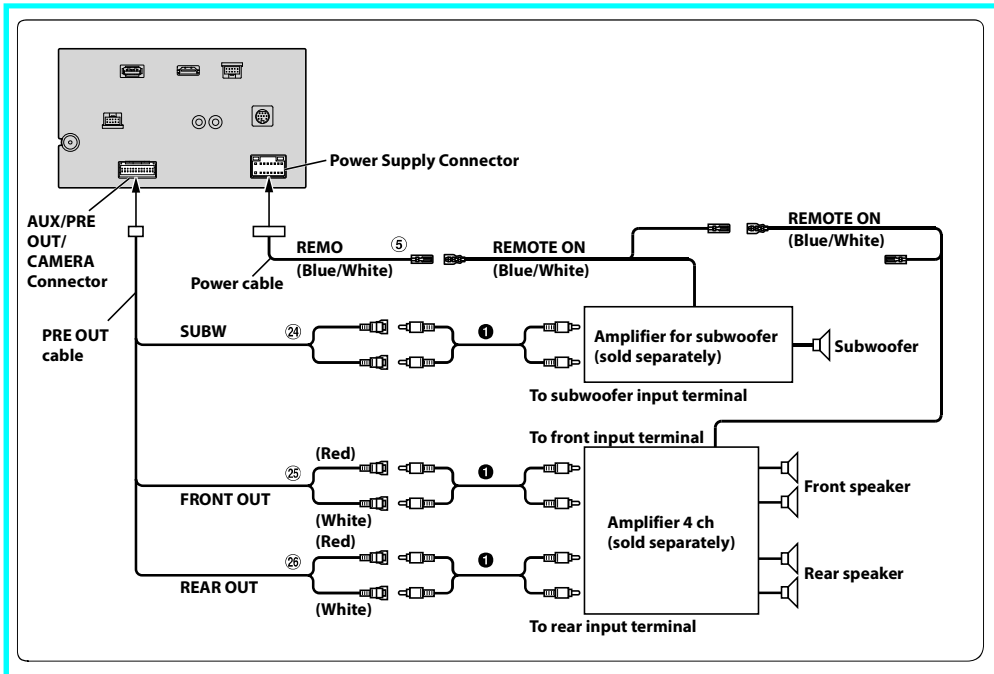 Power Supply Connector
AUX/PRE
OUT/
CAMERA
Connector
REMO
(Blue/White)
⑤
REMOTE ON
(Blue/White)
REMOTE ON
(Blue/White)
Power cable
PRE OUT
cable
SUBW
㉔
❶
Amplifier for subwoofer
(sold separately)
Subwoofer
To subwoofer input terminal
To front input terminal
(Red)
㉕
❶
FRONT OUT
(White)
Front speaker
Amplifier 4 ch
(sold separately)
(Red)
㉖
❶
REAR OUT
(White)
Rear speaker
To rear input terminal